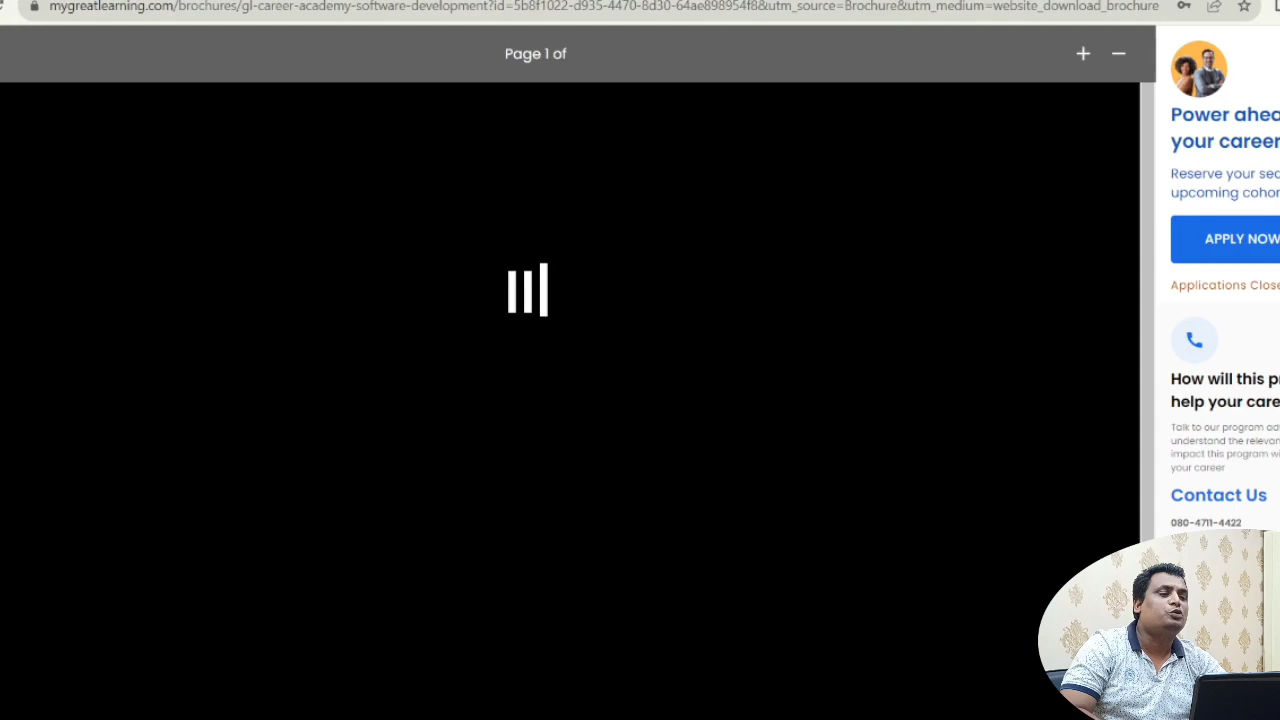 mygreatlearning.com/brochures/gl-career-academy-software-development?id=5b8f1022-d935-4470-8d30-64ae898954f8&utm_source=Brochure&utm_medium=website_download_brochure
Page 1 of
Power ahea
your career
Reserve your sea
upcoming cohor
APPLY NOW
Applications Close
How will this p
help your care
Talk to our program ad
understand the relevan
impact this program wi
your career
Contact Us
080-4711-4422